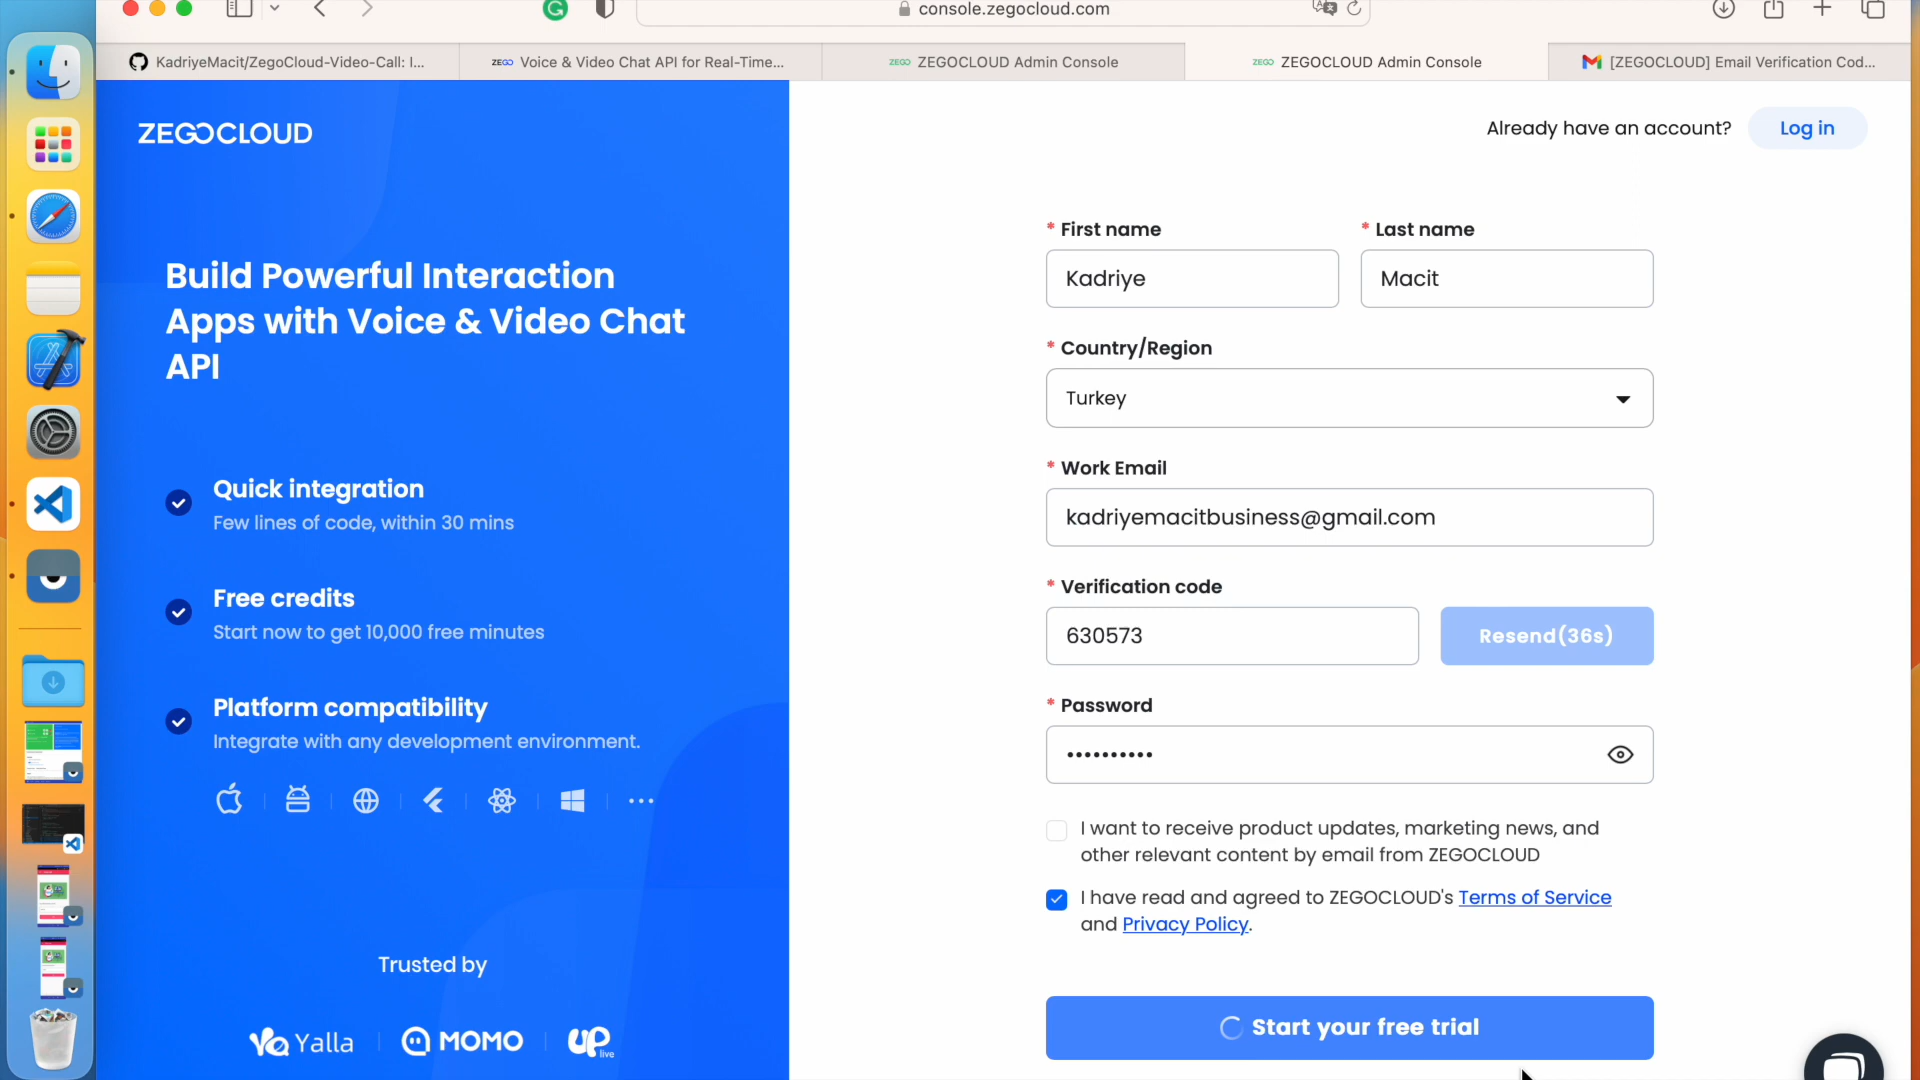 console.zegocloud.com
KadriyeMacit/ZegoCloud-Video-Call: I...
ZEGO Voice & Video Chat API for Real-Time...
ZEGO ZEGOCLOUD Admin Console
ZEGO ZEGOCLOUD Admin Console
[ZEGOCLOUD] Email Verification Cod...
ZEGOCLOUD
Already have an account?
Log in
Build Powerful Interaction
Apps with Voice & Video Chat
API
Quick integration
Few lines of code, within 30 mins
Free credits
Start now to get 10,000 free minutes
Platform compatibility
Integrate with any development environment.
Trusted by
Yalla
MOMO
UP live
* First name
* Last name
Kadriye
Macit
* Country/Region
Turkey
* Work Email
kadriyemacitbusiness@gmail.com
* Verification code
630573
Resend(36s)
* Password
••••••••••
I want to receive product updates, marketing news, and
other relevant content by email from ZEGOCLOUD
I have read and agreed to ZEGOCLOUD's Terms of Service
and Privacy Policy.
Start your free trial